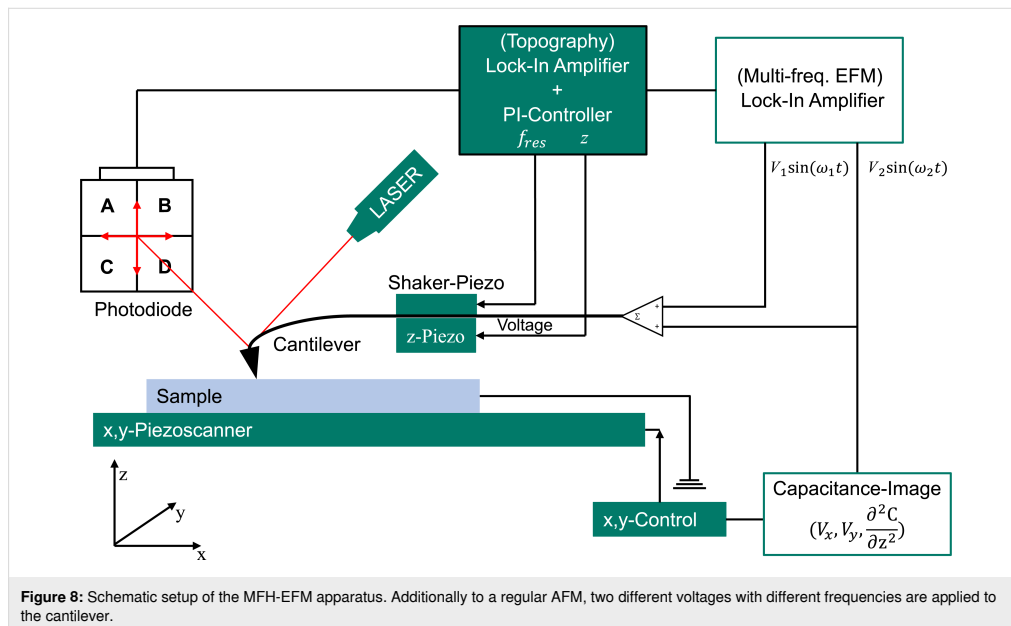 (Topography)
Lock-In Amplifier
+
PI-Controller
f_res z
(Multi-freq. EFM)
Lock-In Amplifier
V₁sin(ω₁t) V₂sin(ω₂t)
LASER
A B
C D
Photodiode
Shaker-Piezo
Voltage
z-Piezo
Cantilever
Σ
+
+
Sample
x,y-Piezoscanner
z
y
x
x,y-Control
Capacitance-Image
(Vₓ, V_y, ∂²C/∂z²)
Figure 8: Schematic setup of the MFH-EFM apparatus. Additionally to a regular AFM, two different voltages with different frequencies are applied to
the cantilever.